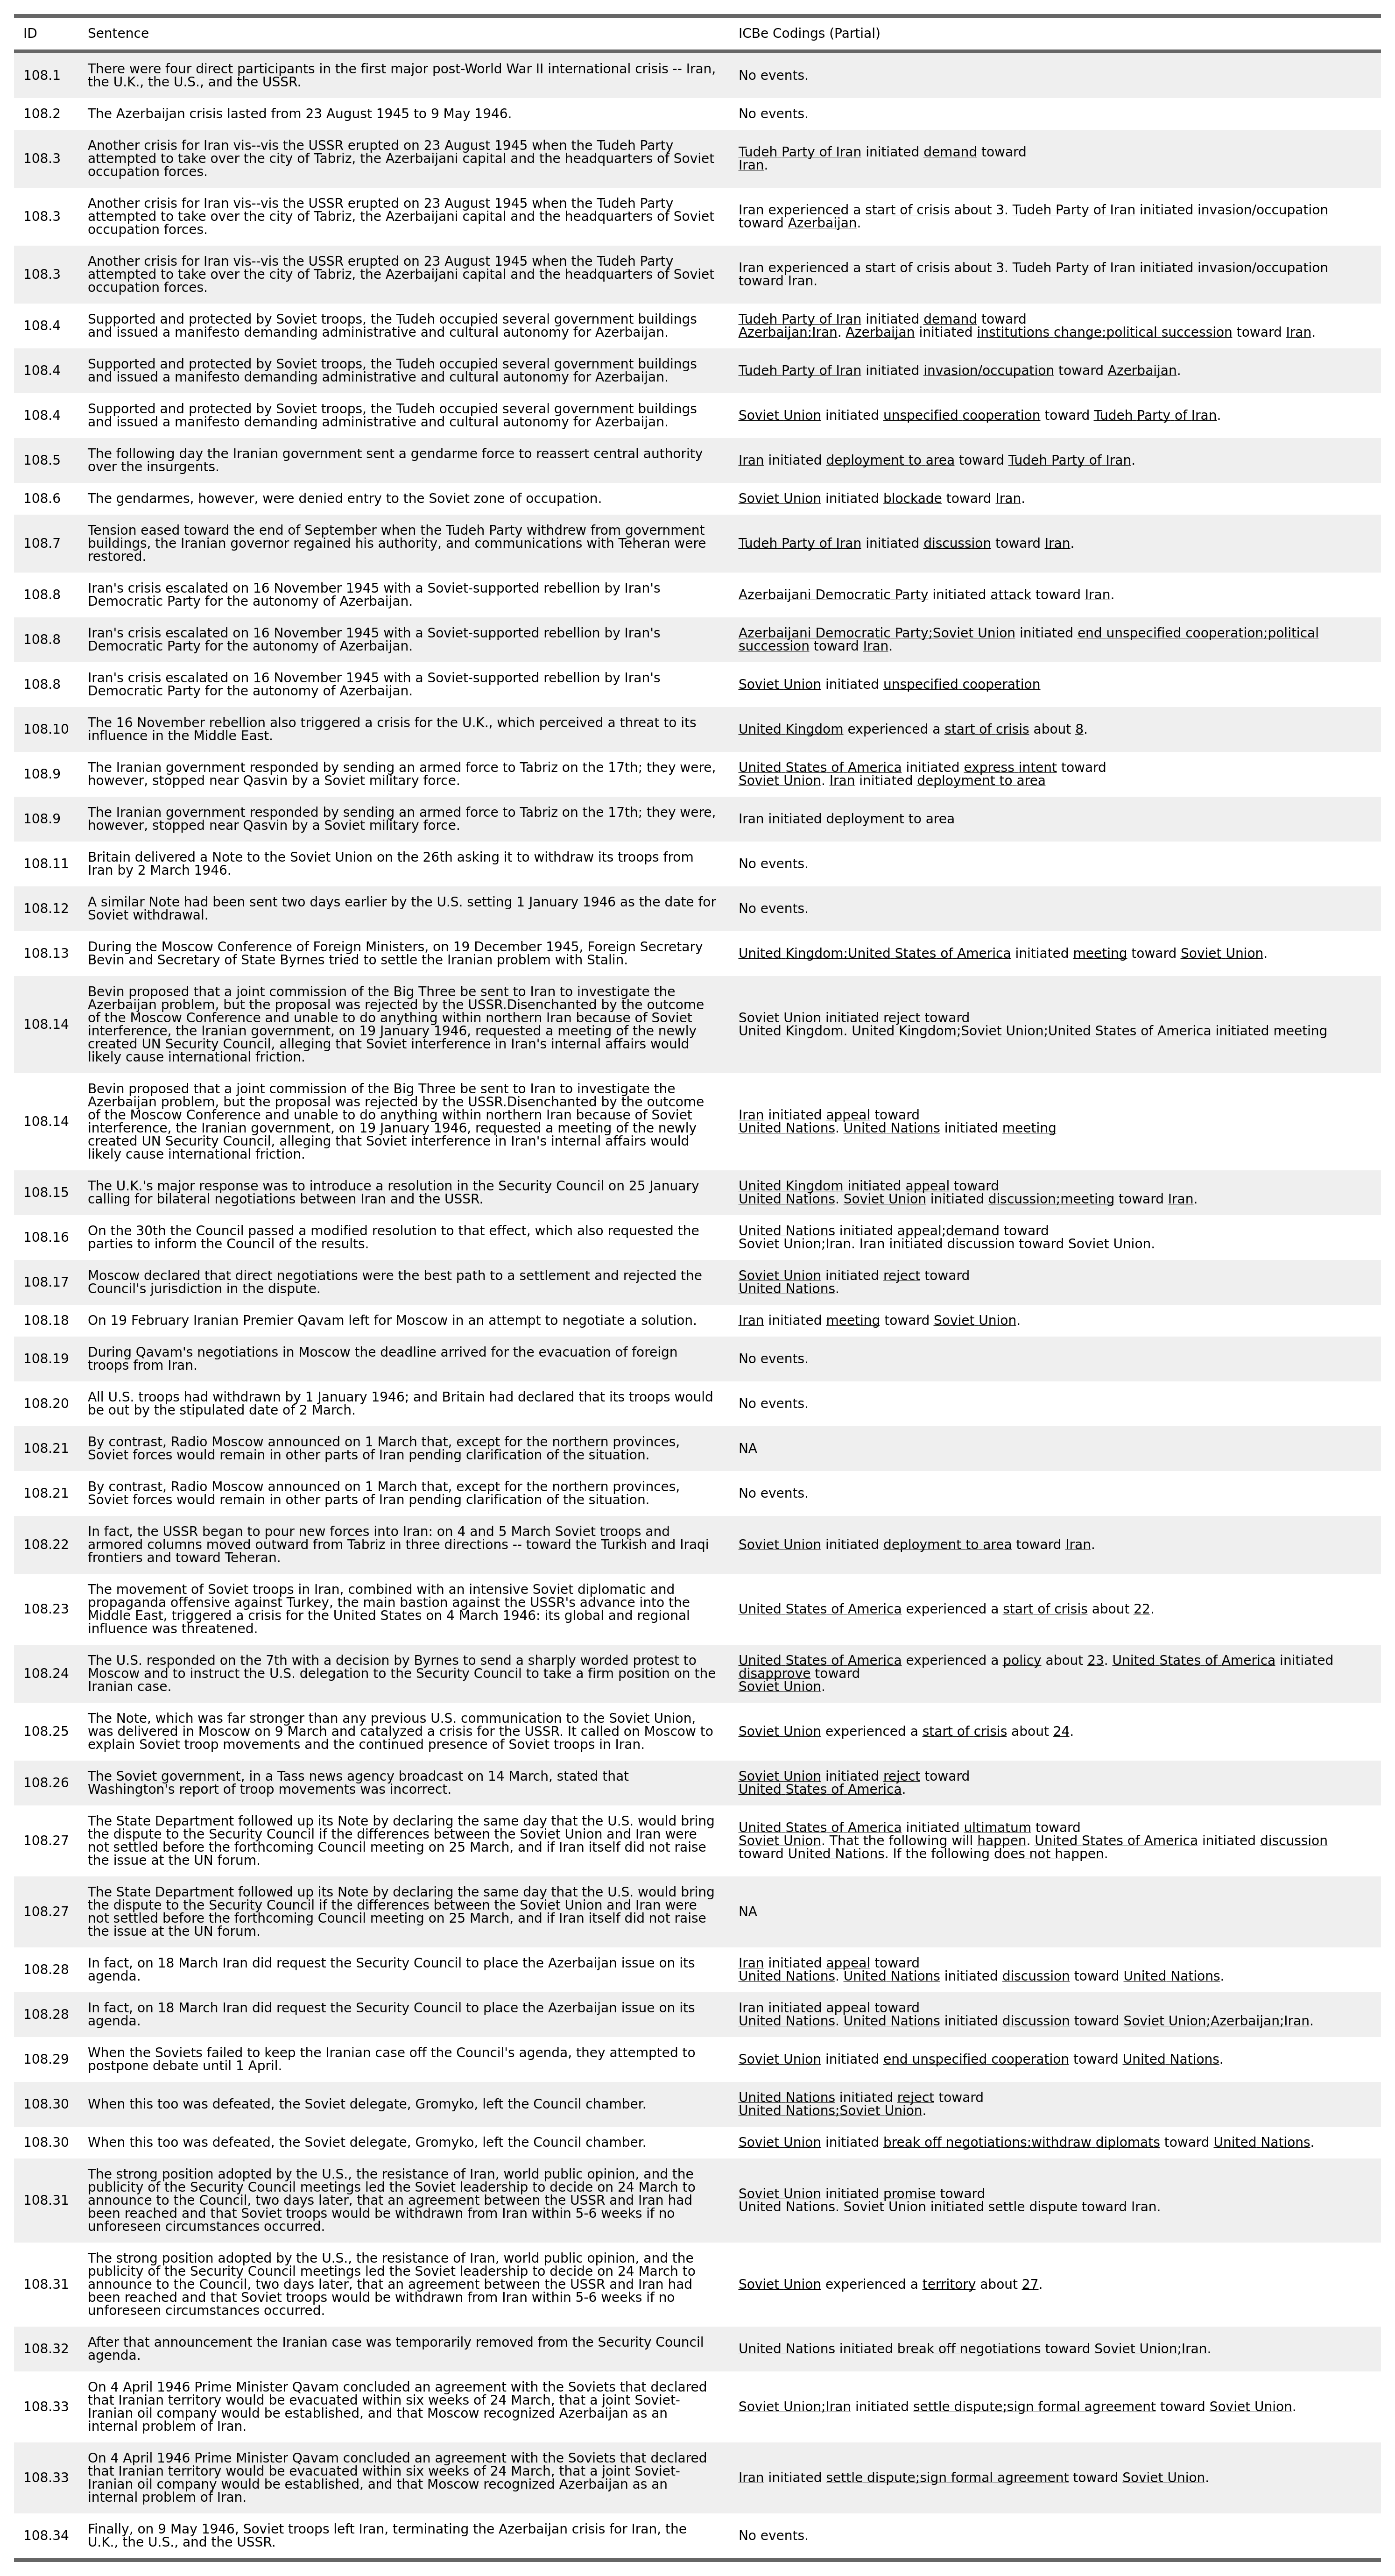 ID Sentence ICBe Codings (Partial)
108.1 There were four direct participants in the first major post-World War II international crisis -- Iran,
the U.K., the U.S., and the USSR.
No events.
108.2 The Azerbaijan crisis lasted from 23 August 1945 to 9 May 1946. No events.
108.3 Another crisis for Iran vis--vis the USSR erupted on 23 August 1945 when the Tudeh Party
attempted to take over the city of Tabriz, the Azerbaijani capital and the headquarters of Soviet
occupation forces.
Tudeh Party of Iran initiated demand toward
Iran.
108.3 Another crisis for Iran vis--vis the USSR erupted on 23 August 1945 when the Tudeh Party
attempted to take over the city of Tabriz, the Azerbaijani capital and the headquarters of Soviet
occupation forces.
Iran experienced a start of crisis about 3. Tudeh Party of Iran initiated invasion/occupation
toward Azerbaijan.
108.3 Another crisis for Iran vis--vis the USSR erupted on 23 August 1945 when the Tudeh Party
attempted to take over the city of Tabriz, the Azerbaijani capital and the headquarters of Soviet
occupation forces.
Iran experienced a start of crisis about 3. Tudeh Party of Iran initiated invasion/occupation
toward Iran.
108.4 Supported and protected by Soviet troops, the Tudeh occupied several government buildings
and issued a manifesto demanding administrative and cultural autonomy for Azerbaijan.
Tudeh Party of Iran initiated demand toward
Azerbaijan;Iran. Azerbaijan initiated institutions change;political succession toward Iran.
108.4 Supported and protected by Soviet troops, the Tudeh occupied several government buildings
and issued a manifesto demanding administrative and cultural autonomy for Azerbaijan.
Tudeh Party of Iran initiated invasion/occupation toward Azerbaijan.
108.4 Supported and protected by Soviet troops, the Tudeh occupied several government buildings
and issued a manifesto demanding administrative and cultural autonomy for Azerbaijan.
Soviet Union initiated unspecified cooperation toward Tudeh Party of Iran.
108.5 The following day the Iranian government sent a gendarme force to reassert central authority
over the insurgents.
Iran initiated deployment to area toward Tudeh Party of Iran.
108.6 The gendarmes, however, were denied entry to the Soviet zone of occupation. Soviet Union initiated blockade toward Iran.
108.7 Tension eased toward the end of September when the Tudeh Party withdrew from government
buildings, the Iranian governor regained his authority, and communications with Teheran were
restored.
Tudeh Party of Iran initiated discussion toward Iran.
108.8 Iran's crisis escalated on 16 November 1945 with a Soviet-supported rebellion by Iran's
Democratic Party for the autonomy of Azerbaijan.
Azerbaijani Democratic Party initiated attack toward Iran.
108.8 Iran's crisis escalated on 16 November 1945 with a Soviet-supported rebellion by Iran's
Democratic Party for the autonomy of Azerbaijan.
Azerbaijani Democratic Party;Soviet Union initiated end unspecified cooperation;political
succession toward Iran.
108.8 Iran's crisis escalated on 16 November 1945 with a Soviet-supported rebellion by Iran's
Democratic Party for the autonomy of Azerbaijan.
Soviet Union initiated unspecified cooperation
108.10 The 16 November rebellion also triggered a crisis for the U.K., which perceived a threat to its
influence in the Middle East.
United Kingdom experienced a start of crisis about 8.
108.9 The Iranian government responded by sending an armed force to Tabriz on the 17th; they were,
however, stopped near Qasvin by a Soviet military force.
United States of America initiated express intent toward
Soviet Union. Iran initiated deployment to area
108.9 The Iranian government responded by sending an armed force to Tabriz on the 17th; they were,
however, stopped near Qasvin by a Soviet military force.
Iran initiated deployment to area
108.11 Britain delivered a Note to the Soviet Union on the 26th asking it to withdraw its troops from
Iran by 2 March 1946.
No events.
108.12 A similar Note had been sent two days earlier by the U.S. setting 1 January 1946 as the date for
Soviet withdrawal.
No events.
108.13 During the Moscow Conference of Foreign Ministers, on 19 December 1945, Foreign Secretary
Bevin and Secretary of State Byrnes tried to settle the Iranian problem with Stalin.
United Kingdom;United States of America initiated meeting toward Soviet Union.
108.14 Bevin proposed that a joint commission of the Big Three be sent to Iran to investigate the
Azerbaijan problem, but the proposal was rejected by the USSR.Disenchanted by the outcome
of the Moscow Conference and unable to do anything within northern Iran because of Soviet
interference, the Iranian government, on 19 January 1946, requested a meeting of the newly
created UN Security Council, alleging that Soviet interference in Iran's internal affairs would
likely cause international friction.
Soviet Union initiated reject toward
United Kingdom. United Kingdom;Soviet Union;United States of America initiated meeting
108.14 Bevin proposed that a joint commission of the Big Three be sent to Iran to investigate the
Azerbaijan problem, but the proposal was rejected by the USSR.Disenchanted by the outcome
of the Moscow Conference and unable to do anything within northern Iran because of Soviet
interference, the Iranian government, on 19 January 1946, requested a meeting of the newly
created UN Security Council, alleging that Soviet interference in Iran's internal affairs would
likely cause international friction.
Iran initiated appeal toward
United Nations. United Nations initiated meeting
108.15 The U.K.'s major response was to introduce a resolution in the Security Council on 25 January
calling for bilateral negotiations between Iran and the USSR.
United Kingdom initiated appeal toward
United Nations. Soviet Union initiated discussion;meeting toward Iran.
108.16 On the 30th the Council passed a modified resolution to that effect, which also requested the
parties to inform the Council of the results.
United Nations initiated appeal;demand toward
Soviet Union;Iran. Iran initiated discussion toward Soviet Union.
108.17 Moscow declared that direct negotiations were the best path to a settlement and rejected the
Council's jurisdiction in the dispute.
Soviet Union initiated reject toward
United Nations.
108.18 On 19 February Iranian Premier Qavam left for Moscow in an attempt to negotiate a solution. Iran initiated meeting toward Soviet Union.
108.19 During Qavam's negotiations in Moscow the deadline arrived for the evacuation of foreign
troops from Iran.
No events.
108.20 All U.S. troops had withdrawn by 1 January 1946; and Britain had declared that its troops would
be out by the stipulated date of 2 March.
No events.
108.21 By contrast, Radio Moscow announced on 1 March that, except for the northern provinces,
Soviet forces would remain in other parts of Iran pending clarification of the situation.
NA
108.21 By contrast, Radio Moscow announced on 1 March that, except for the northern provinces,
Soviet forces would remain in other parts of Iran pending clarification of the situation.
No events.
108.22 In fact, the USSR began to pour new forces into Iran: on 4 and 5 March Soviet troops and
armored columns moved outward from Tabriz in three directions -- toward the Turkish and Iraqi
frontiers and toward Teheran.
Soviet Union initiated deployment to area toward Iran.
108.23 The movement of Soviet troops in Iran, combined with an intensive Soviet diplomatic and
propaganda offensive against Turkey, the main bastion against the USSR's advance into the
Middle East, triggered a crisis for the United States on 4 March 1946: its global and regional
influence was threatened.
United States of America experienced a start of crisis about 22.
108.24 The U.S. responded on the 7th with a decision by Byrnes to send a sharply worded protest to
Moscow and to instruct the U.S. delegation to the Security Council to take a firm position on the
Iranian case.
United States of America experienced a policy about 23. United States of America initiated
disapprove toward
Soviet Union.
108.25 The Note, which was far stronger than any previous U.S. communication to the Soviet Union,
was delivered in Moscow on 9 March and catalyzed a crisis for the USSR. It called on Moscow to
explain Soviet troop movements and the continued presence of Soviet troops in Iran.
Soviet Union experienced a start of crisis about 24.
108.26 The Soviet government, in a Tass news agency broadcast on 14 March, stated that
Washington's report of troop movements was incorrect.
Soviet Union initiated reject toward
United States of America.
108.27 The State Department followed up its Note by declaring the same day that the U.S. would bring
the dispute to the Security Council if the differences between the Soviet Union and Iran were
not settled before the forthcoming Council meeting on 25 March, and if Iran itself did not raise
the issue at the UN forum.
United States of America initiated ultimatum toward
Soviet Union. That the following will happen. United States of America initiated discussion
toward United Nations. If the following does not happen.
108.27 The State Department followed up its Note by declaring the same day that the U.S. would bring
the dispute to the Security Council if the differences between the Soviet Union and Iran were
not settled before the forthcoming Council meeting on 25 March, and if Iran itself did not raise
the issue at the UN forum.
NA
108.28 In fact, on 18 March Iran did request the Security Council to place the Azerbaijan issue on its
agenda.
Iran initiated appeal toward
United Nations. United Nations initiated discussion toward United Nations.
108.28 In fact, on 18 March Iran did request the Security Council to place the Azerbaijan issue on its
agenda.
Iran initiated appeal toward
United Nations. United Nations initiated discussion toward Soviet Union;Azerbaijan;Iran.
108.29 When the Soviets failed to keep the Iranian case off the Council's agenda, they attempted to
postpone debate until 1 April.
Soviet Union initiated end unspecified cooperation toward United Nations.
108.30 When this too was defeated, the Soviet delegate, Gromyko, left the Council chamber.
United Nations initiated reject toward
United Nations;Soviet Union.
108.30 When this too was defeated, the Soviet delegate, Gromyko, left the Council chamber. Soviet Union initiated break off negotiations;withdraw diplomats toward United Nations.
108.31 The strong position adopted by the U.S., the resistance of Iran, world public opinion, and the
publicity of the Security Council meetings led the Soviet leadership to decide on 24 March to
announce to the Council, two days later, that an agreement between the USSR and Iran had
been reached and that Soviet troops would be withdrawn from Iran within 5-6 weeks if no
unforeseen circumstances occurred.
Soviet Union initiated promise toward
United Nations. Soviet Union initiated settle dispute toward Iran.
108.31 The strong position adopted by the U.S., the resistance of Iran, world public opinion, and the
publicity of the Security Council meetings led the Soviet leadership to decide on 24 March to
announce to the Council, two days later, that an agreement between the USSR and Iran had
been reached and that Soviet troops would be withdrawn from Iran within 5-6 weeks if no
unforeseen circumstances occurred.
Soviet Union experienced a territory about 27.
108.32 After that announcement the Iranian case was temporarily removed from the Security Council
agenda.
United Nations initiated break off negotiations toward Soviet Union;Iran.
108.33 On 4 April 1946 Prime Minister Qavam concluded an agreement with the Soviets that declared
that Iranian territory would be evacuated within six weeks of 24 March, that a joint Soviet-
Iranian oil company would be established, and that Moscow recognized Azerbaijan as an
internal problem of Iran.
Soviet Union;Iran initiated settle dispute;sign formal agreement toward Soviet Union.
108.33 On 4 April 1946 Prime Minister Qavam concluded an agreement with the Soviets that declared
that Iranian territory would be evacuated within six weeks of 24 March, that a joint Soviet-
Iranian oil company would be established, and that Moscow recognized Azerbaijan as an
internal problem of Iran.
Iran initiated settle dispute;sign formal agreement toward Soviet Union.
108.34 Finally, on 9 May 1946, Soviet troops left Iran, terminating the Azerbaijan crisis for Iran, the
U.K., the U.S., and the USSR.
No events.